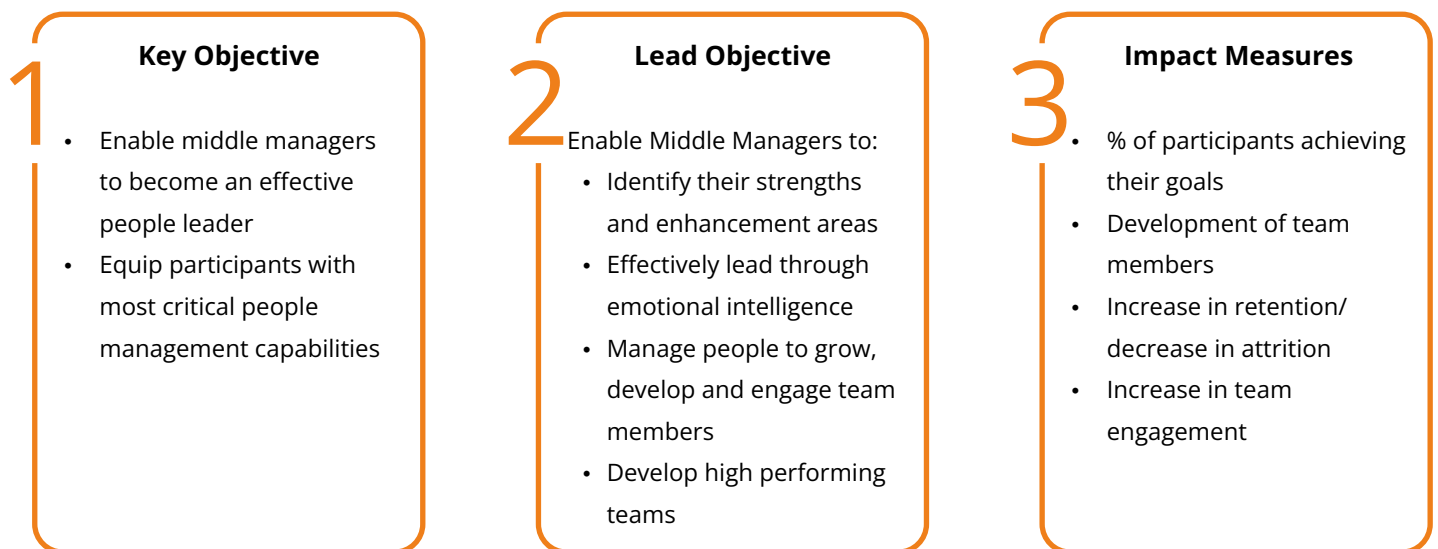 1
Key Objective
• Enable middle managers
to become an effective
people leader
• Equip participants with
most critical people
management capabilities
2
Lead Objective
Enable Middle Managers to:
• Identify their strengths
and enhancement areas
• Effectively lead through
emotional intelligence
• Manage people to grow,
develop and engage team
members
• Develop high performing
teams
3
Impact Measures
• % of participants achieving
their goals
• Development of team
members
• Increase in retention/
decrease in attrition
• Increase in team
engagement